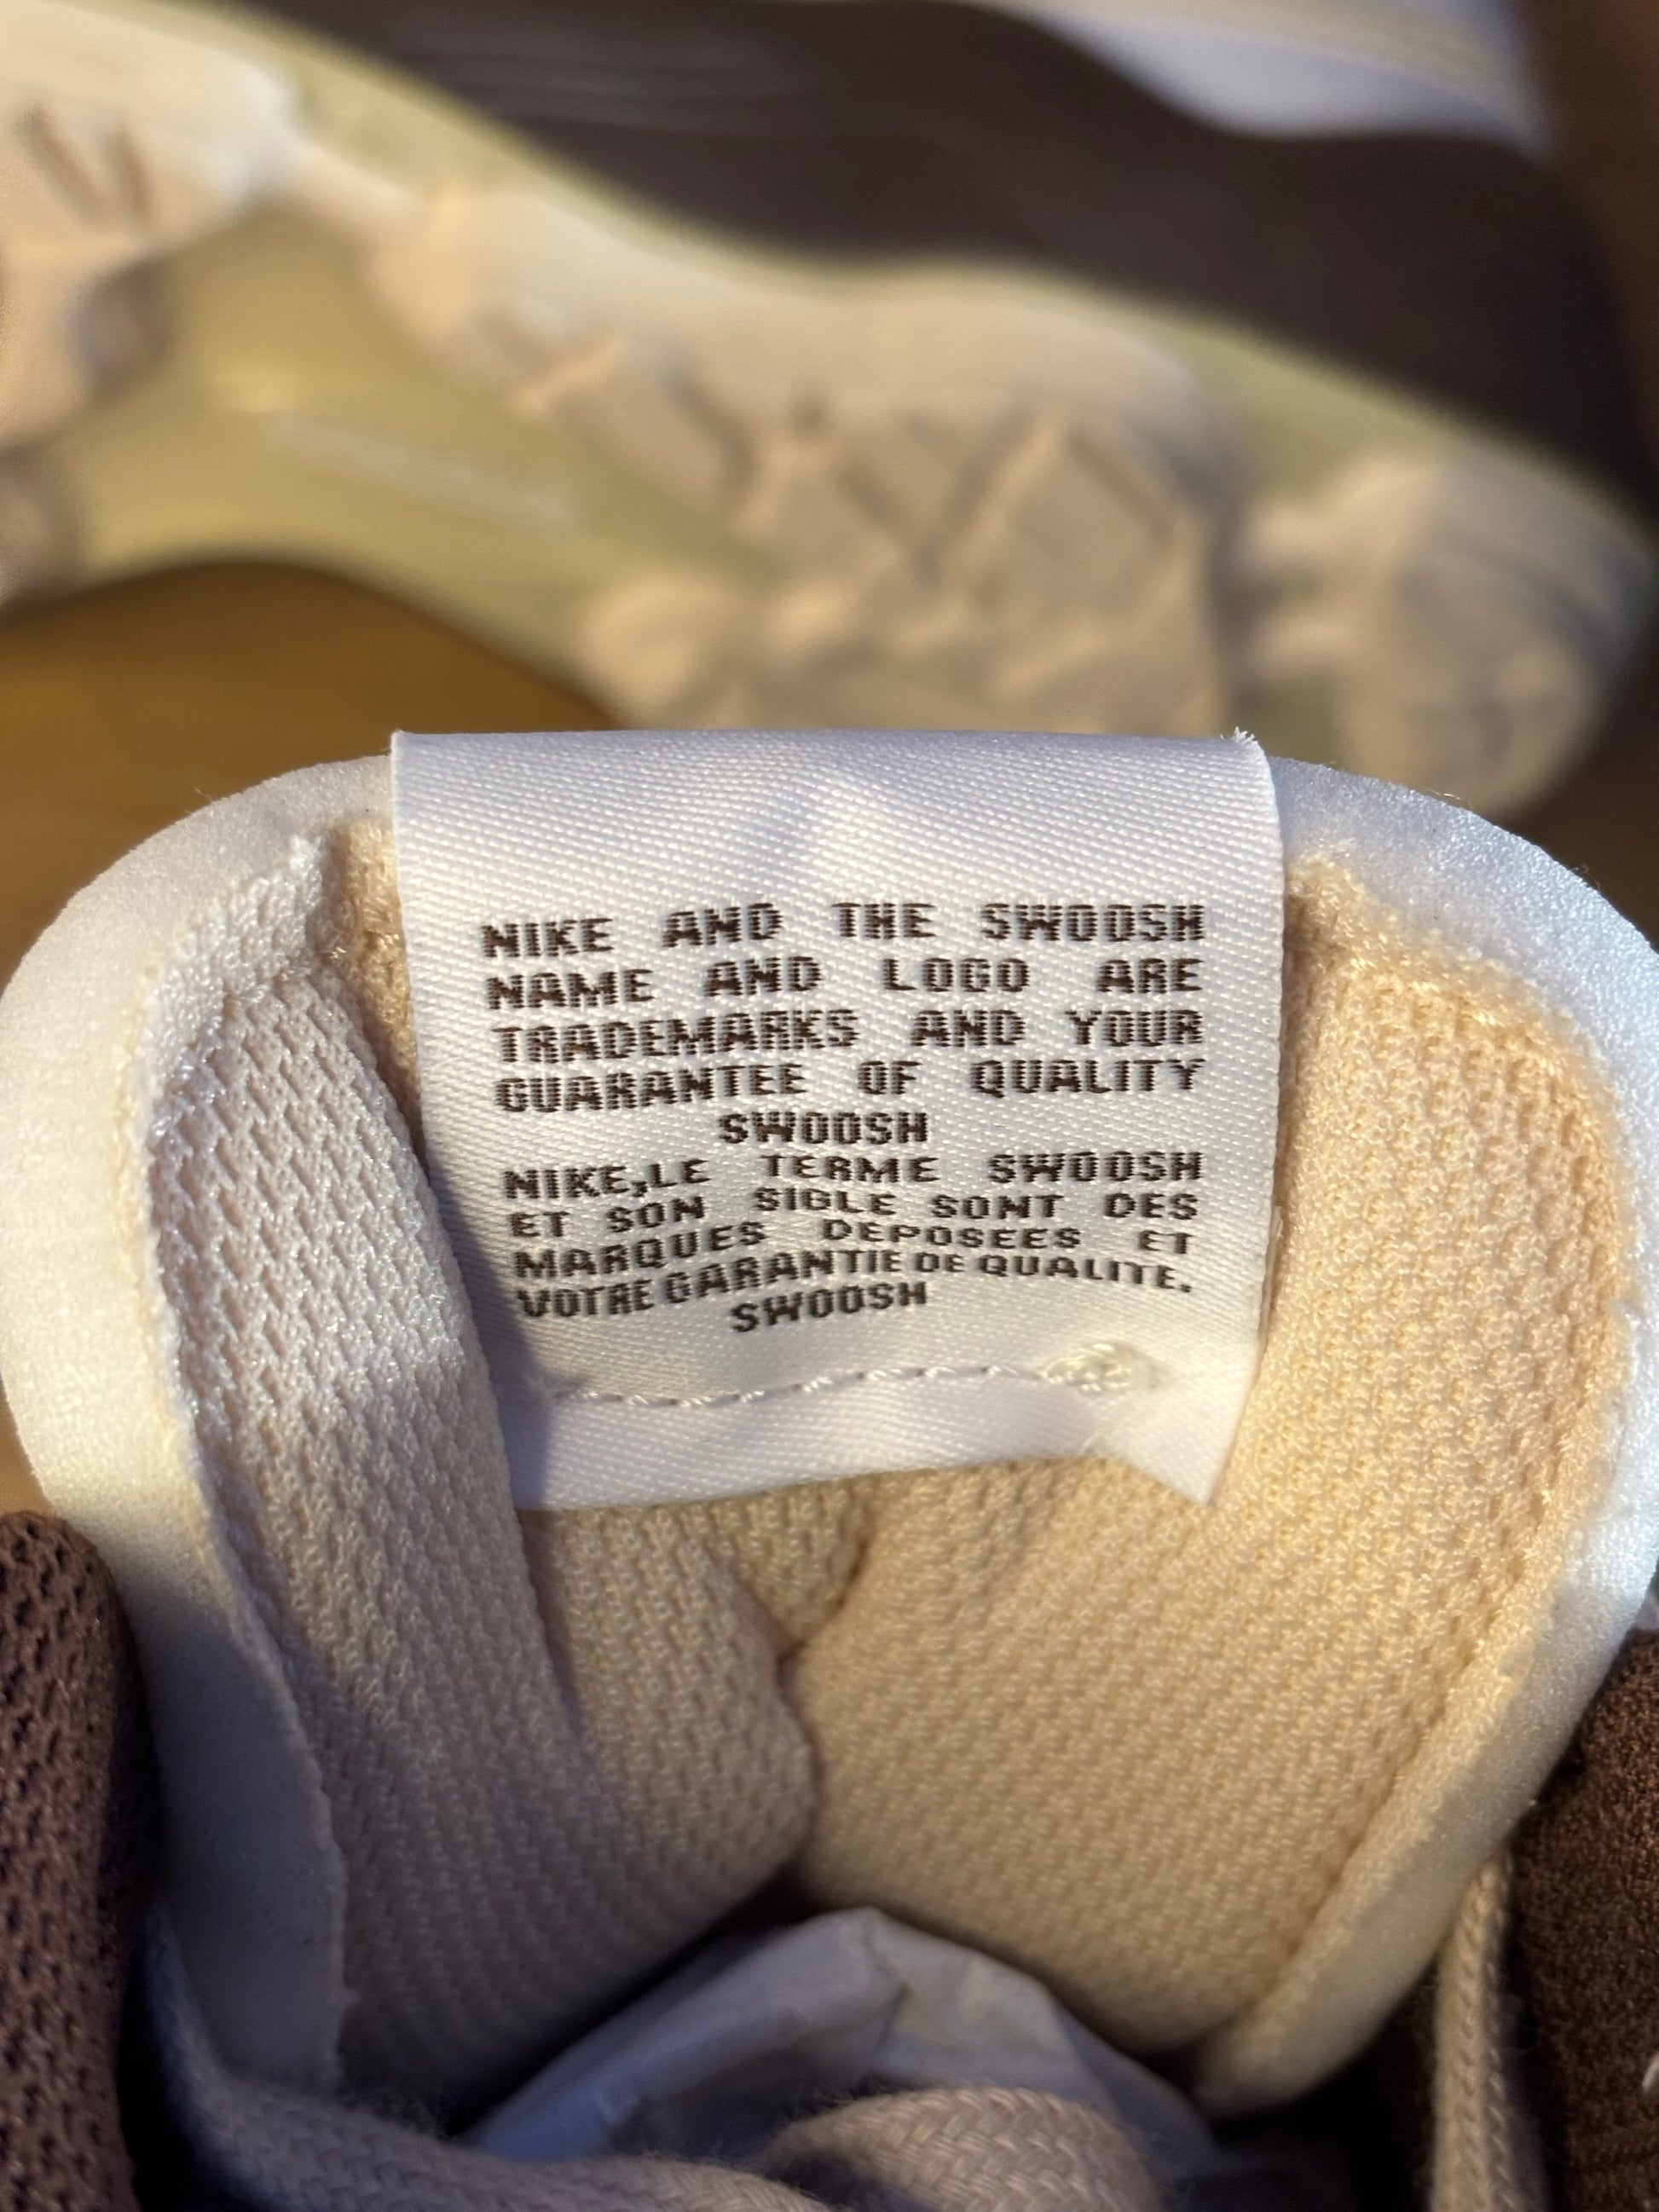 NIKE AND THE SWOOSH
NAME AND LOGO ARE
TRADEMARKS AND YOUR
GUARANTEE OF QUALITY
SWOOSH
NIKE,LE TERME SWOOSH
ET SON SIGLE SONT DES
MARQUES DEPOSEES ET
VOTRE GARANTIE DE QUALITE.
SWOOSH